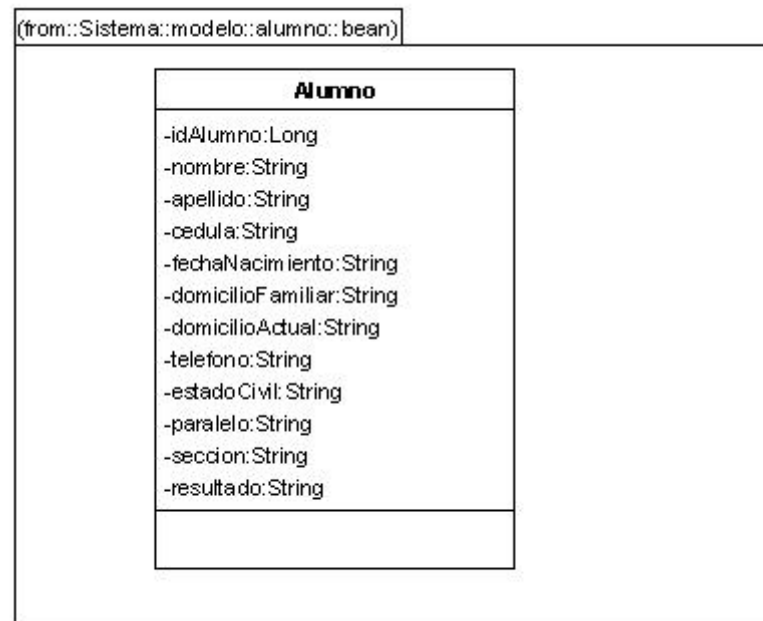 (from::Sistema::modelo::alumno::bean)
Alumno
-idAlumno:Long
-nombre:String
-apellido:String
-cedula:String
-fechaNacimiento:String
-domicilioFamiliar:String
-domicilioActual:String
-telefono:String
-estadoCivil:String
-paralelo:String
-seccion:String
-resultado:String